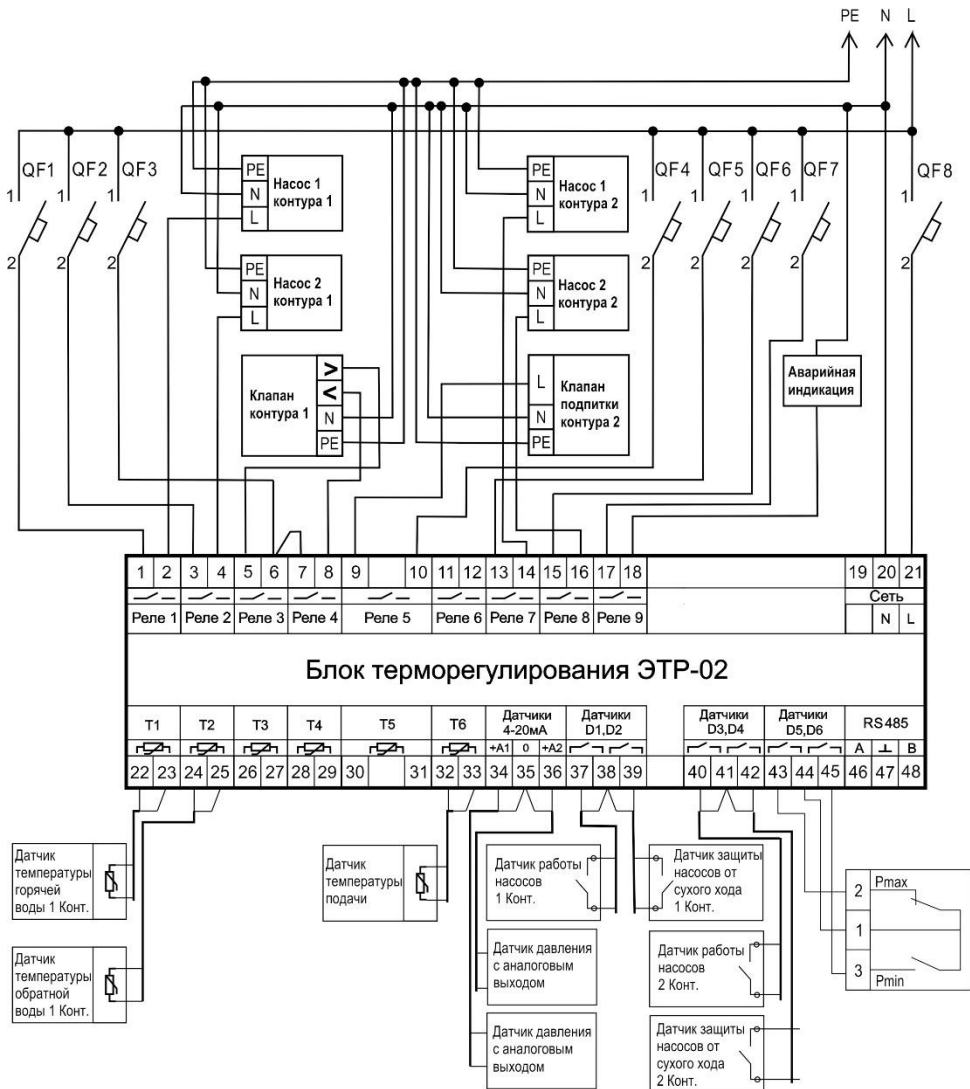 PE N L
QF1 QF2 QF3 QF4 QF5 QF6 QF7 QF8
1 1 1 1 1 1 1 1
2 2 2 2 2 2 2 2
PE
N
L
Насос 1
контура 1
PE
N
L
Насос 1
контура 2
PE
N
L
Насос 2
контура 1
PE
N
L
Насос 2
контура 2
>
<
N
PE
Клапан
контура 1
L
N
PE
Клапан
подпитки
контура 2
Аварийная
индикация
1 2 3 4 5 6 7 8 9 10 11 12 13 14 15 16 17 18 19 20 21
Сеть
Реле 1 Реле 2 Реле 3 Реле 4 Реле 5 Реле 6 Реле 7 Реле 8 Реле 9 N L
Блок терморегулирования ЭТР-02
T1 T2 T3 T4 T5 T6
Датчики
4-20мА
Датчики
D1,D2
Датчики
D3,D4
Датчики
D5,D6
RS485
+A1 0 +A2 A ⊥ B
22 23 24 25 26 27 28 29 30 31 32 33 34 35 36 37 38 39 40 41 42 43 44 45 46 47 48
Датчик
температуры
горячей
воды 1 Конт.
Датчик
температуры
обратной
воды 1 Конт.
Датчик
температуры
подачи
Датчик работы
насосов
1 Конт.
Датчик давления
с аналоговым
выходом
Датчик давления
с аналоговым
выходом
Датчик защиты
насосов от
сухого хода
1 Конт.
Датчик работы
насосов
2 Конт.
Датчик защиты
насосов от
сухого хода
2 Конт.
2 Pmax
1
3 Pmin